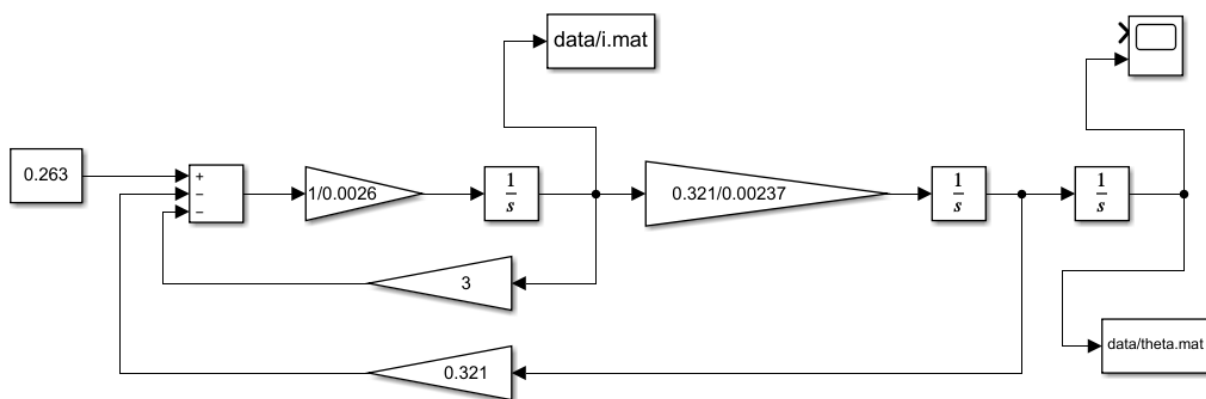 data/i.mat
0.263
+
−
−
1/0.0026
1
s
0.321/0.00237
1
s
1
s
3
0.321
data/theta.mat